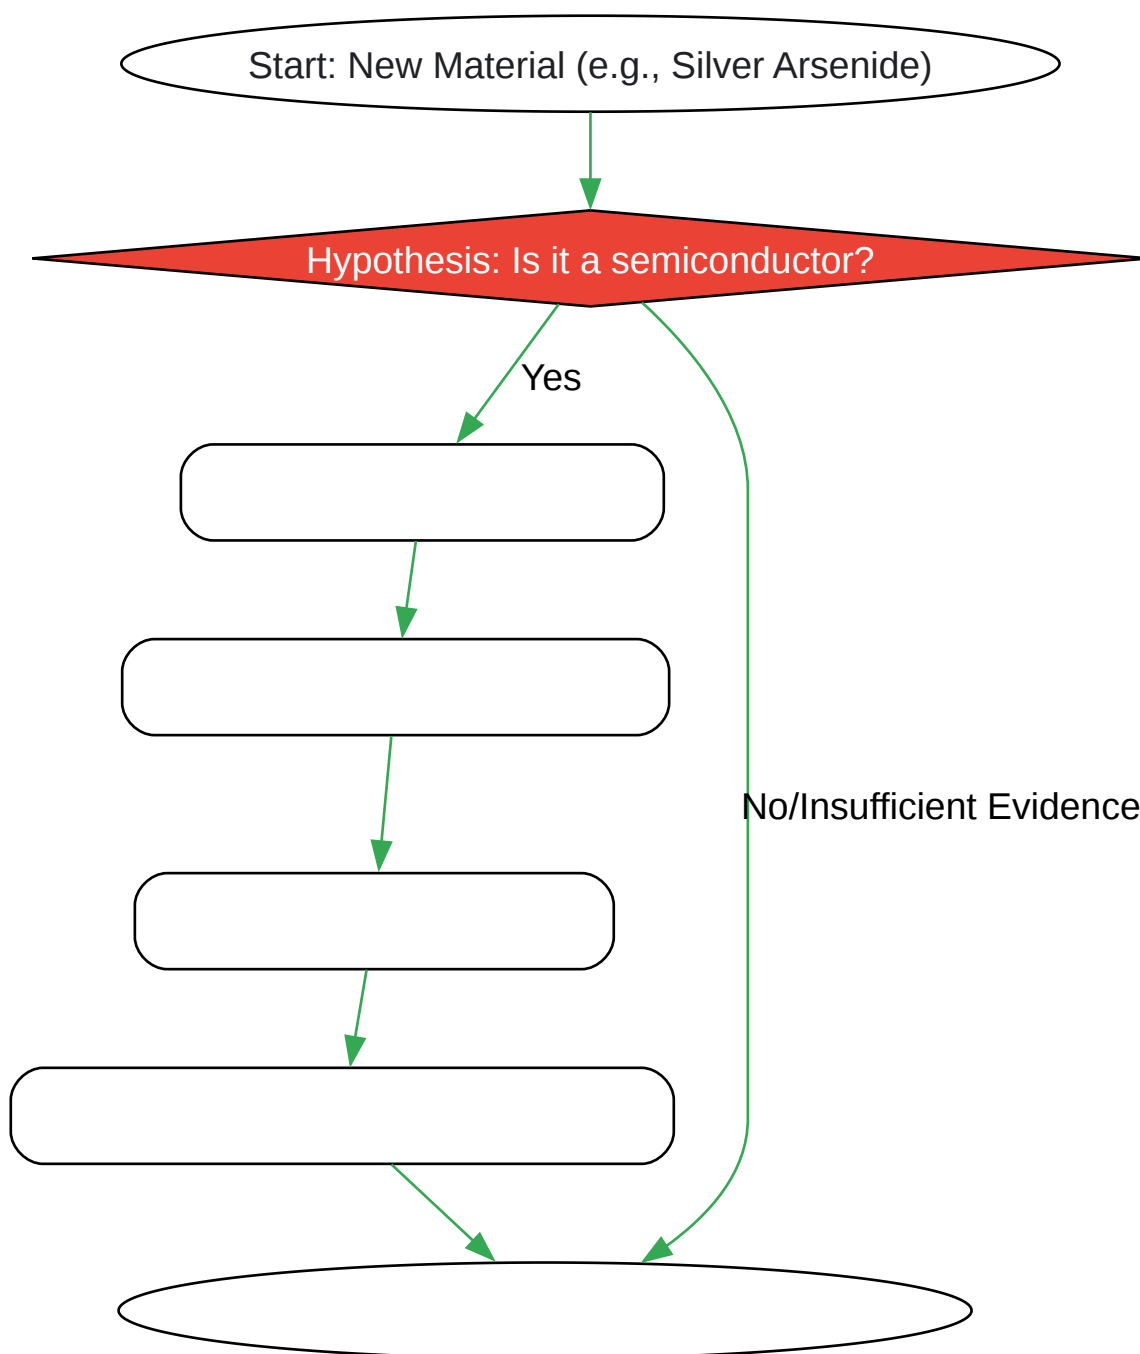 Start: New Material (e.g., Silver Arsenide)
Hypothesis: Is it a semiconductor?
Yes
No/Insufficient Evidence